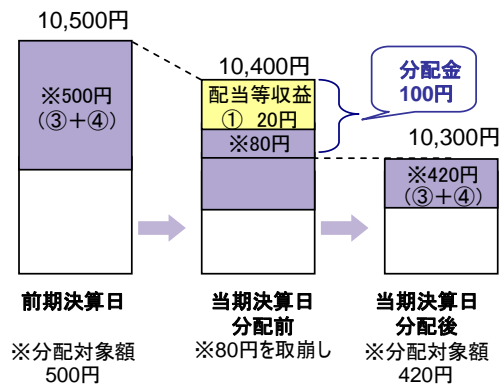 10,500円
※500円
(③+④)
前期決算日
※分配対象額
500円
10,400円
配当等収益
① 20円
※80円
当期決算日
分配前
※80円を取崩し
分配金
100円
10,300円
※420円
(③+④)
当期決算日
分配後
※分配対象額
420円